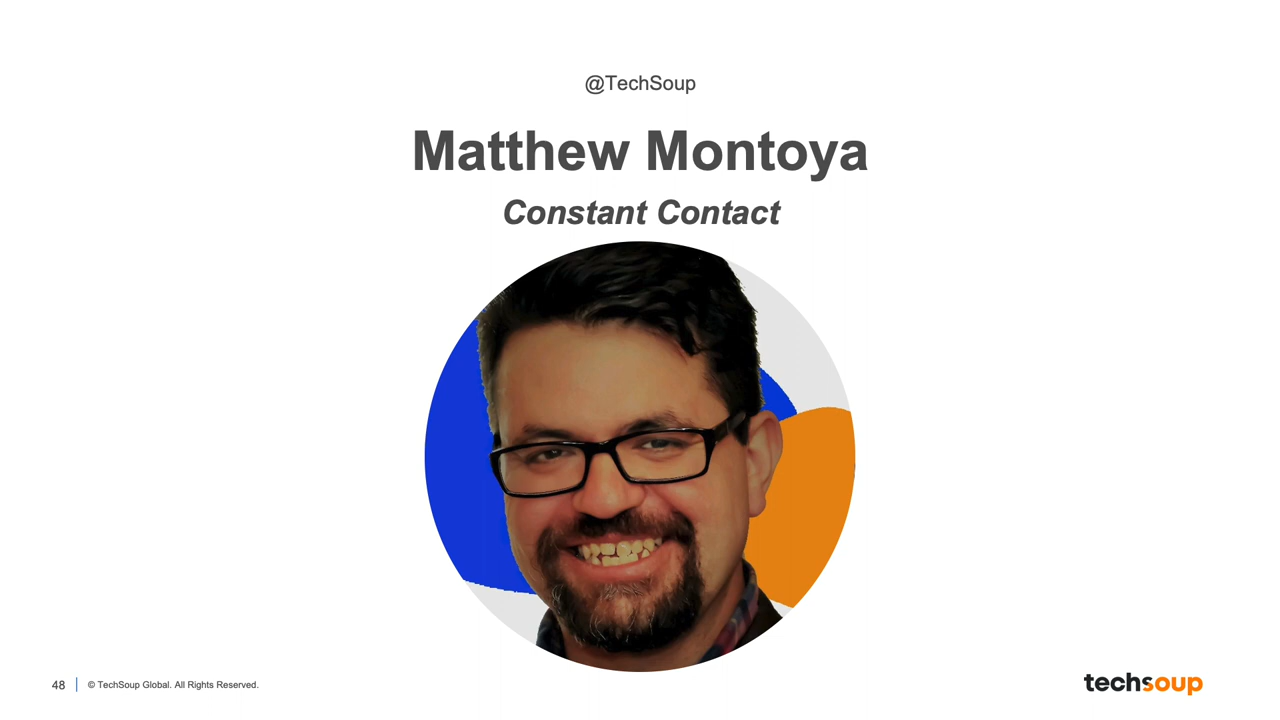 @TechSoup
Matthew Montoya
Constant Contact
48
© TechSoup Global. All Rights Reserved.
techsoup